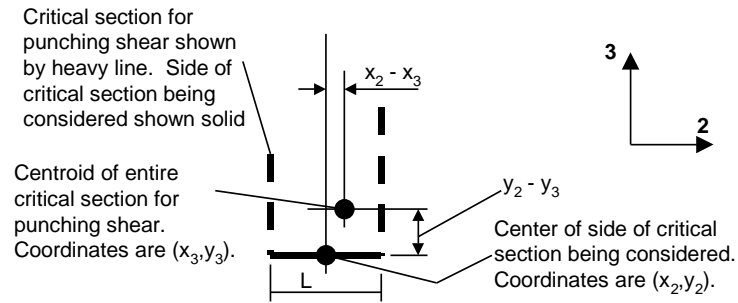 Critical section for
punching shear shown
by heavy line.  Side of
critical section being
considered shown solid
x₂ - x₃
3
2
Centroid of entire
critical section for
punching shear.
Coordinates are (x₃,y₃).
y₂ - y₃
Center of side of critical
section being considered.
Coordinates are (x₂,y₂).
L